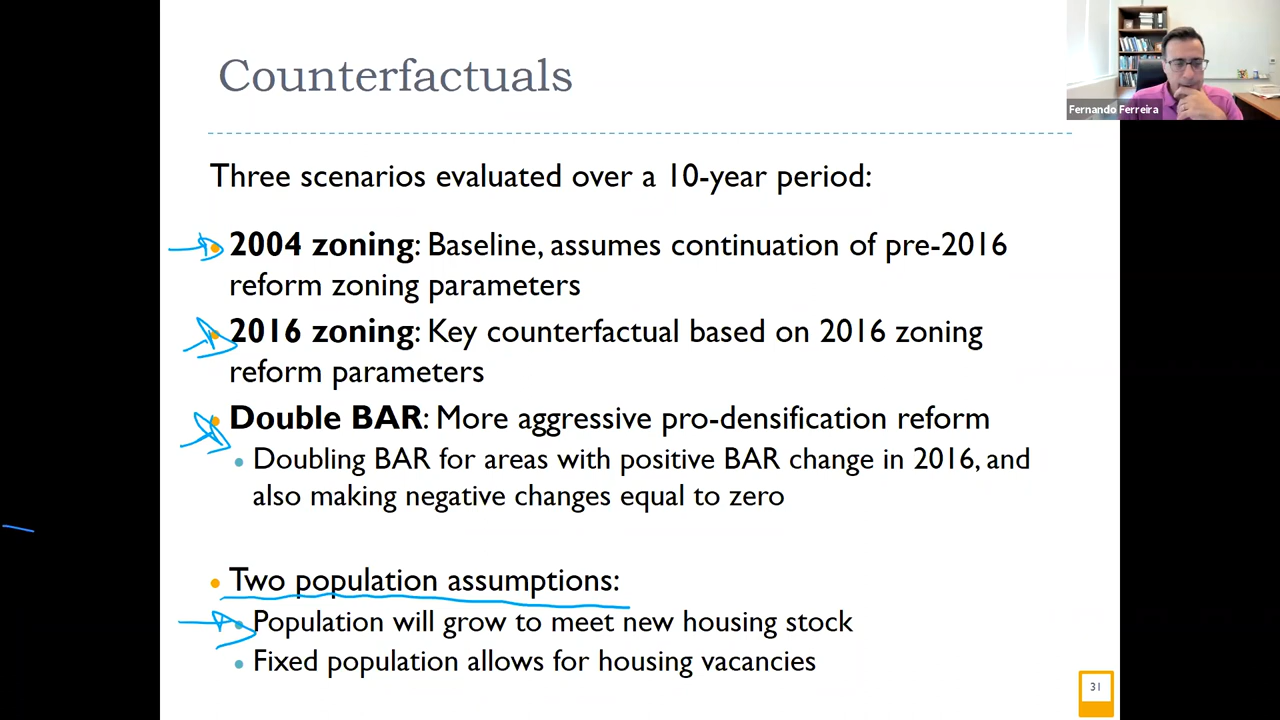 Counterfactuals
Fernando Ferreira
Three scenarios evaluated over a 10-year period:
2004 zoning: Baseline, assumes continuation of pre-2016
reform zoning parameters
2016 zoning: Key counterfactual based on 2016 zoning
reform parameters
Double BAR: More aggressive pro-densification reform
Doubling BAR for areas with positive BAR change in 2016, and
also making negative changes equal to zero
Two population assumptions:
Population will grow to meet new housing stock
Fixed population allows for housing vacancies
31